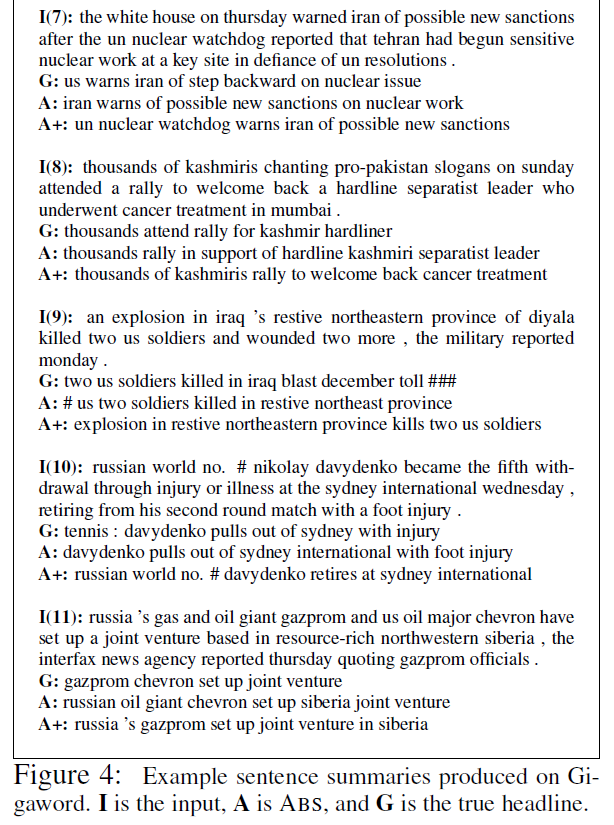 I(7): the white house on thursday warned iran of possible new sanctions
after the un nuclear watchdog reported that tehran had begun sensitive
nuclear work at a key site in defiance of un resolutions .
G: us warns iran of step backward on nuclear issue
A: iran warns of possible new sanctions on nuclear work
A+: un nuclear watchdog warns iran of possible new sanctions
I(8): thousands of kashmiris chanting pro-pakistan slogans on sunday
attended a rally to welcome back a hardline separatist leader who
underwent cancer treatment in mumbai .
G: thousands attend rally for kashmir hardliner
A: thousands rally in support of hardline kashmiri separatist leader
A+: thousands of kashmiris rally to welcome back cancer treatment
I(9): an explosion in iraq 's restive northeastern province of diyala
killed two us soldiers and wounded two more , the military reported
monday .
G: two us soldiers killed in iraq blast december toll ###
A: # us two soldiers killed in restive northeast province
A+: explosion in restive northeastern province kills two us soldiers
I(10): russian world no. # nikolay davydenko became the fifth with-
drawal through injury or illness at the sydney international wednesday ,
retiring from his second round match with a foot injury .
G: tennis : davydenko pulls out of sydney with injury
A: davydenko pulls out of sydney international with foot injury
A+: russian world no. # davydenko retires at sydney international
I(11): russia 's gas and oil giant gazprom and us oil major chevron have
set up a joint venture based in resource-rich northwestern siberia , the
interfax news agency reported thursday quoting gazprom officials .
G: gazprom chevron set up joint venture
A: russian oil giant chevron set up siberia joint venture
A+: russia 's gazprom set up joint venture in siberia
Figure 4: Example sentence summaries produced on Gi-
gaword. I is the input, A is ABS, and G is the true headline.